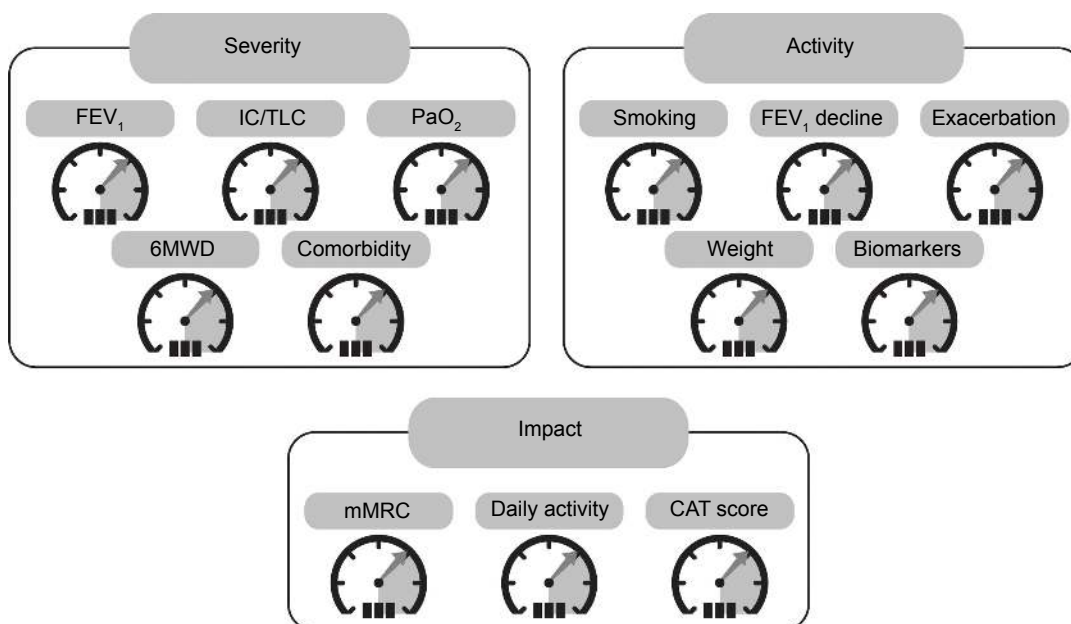 Severity
FEV₁ IC/TLC PaO₂
6MWD Comorbidity
Activity
Smoking FEV₁ decline Exacerbation
Weight Biomarkers
Impact
mMRC Daily activity CAT score